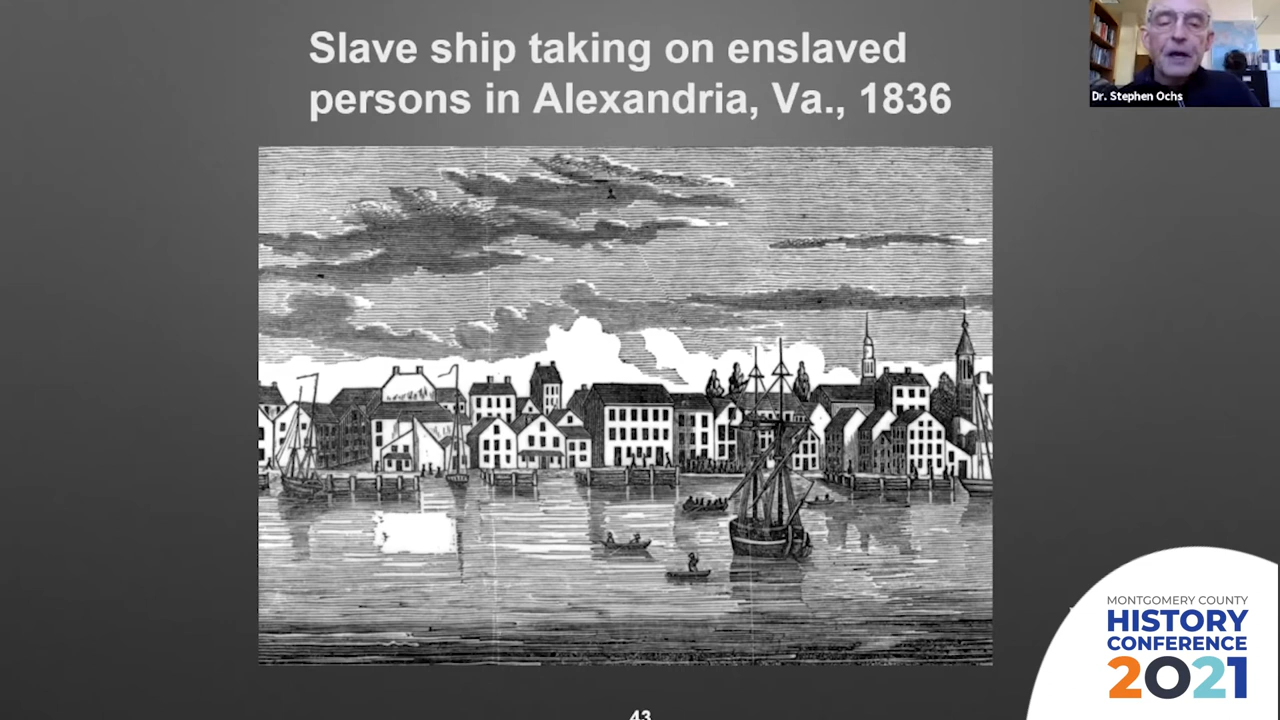 Slave ship taking on enslaved
persons in Alexandria, Va., 1836
Dr. Stephen Ochs
MONTGOMERY COUNTY
HISTORY
CONFERENCE
2021
43